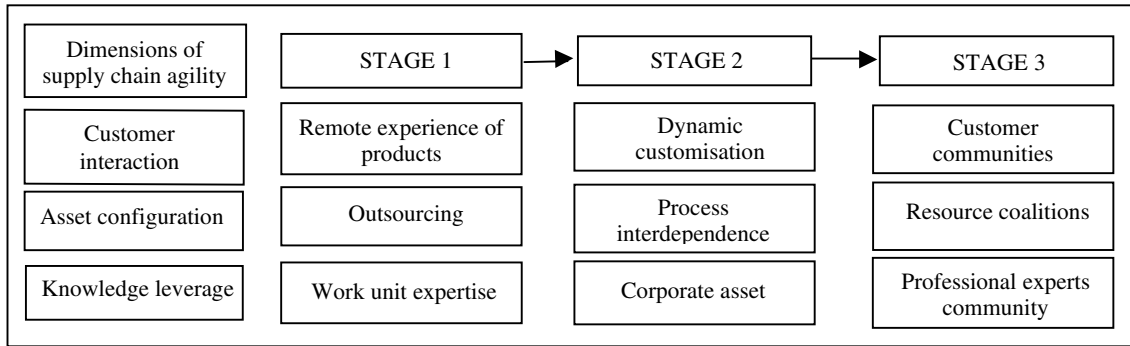 Dimensions of
supply chain agility
STAGE 1
STAGE 2
STAGE 3
Customer
interaction
Remote experience of
products
Dynamic
customisation
Customer
communities
Asset configuration
Outsourcing
Process
interdependence
Resource coalitions
Knowledge leverage
Work unit expertise
Corporate asset
Professional experts
community